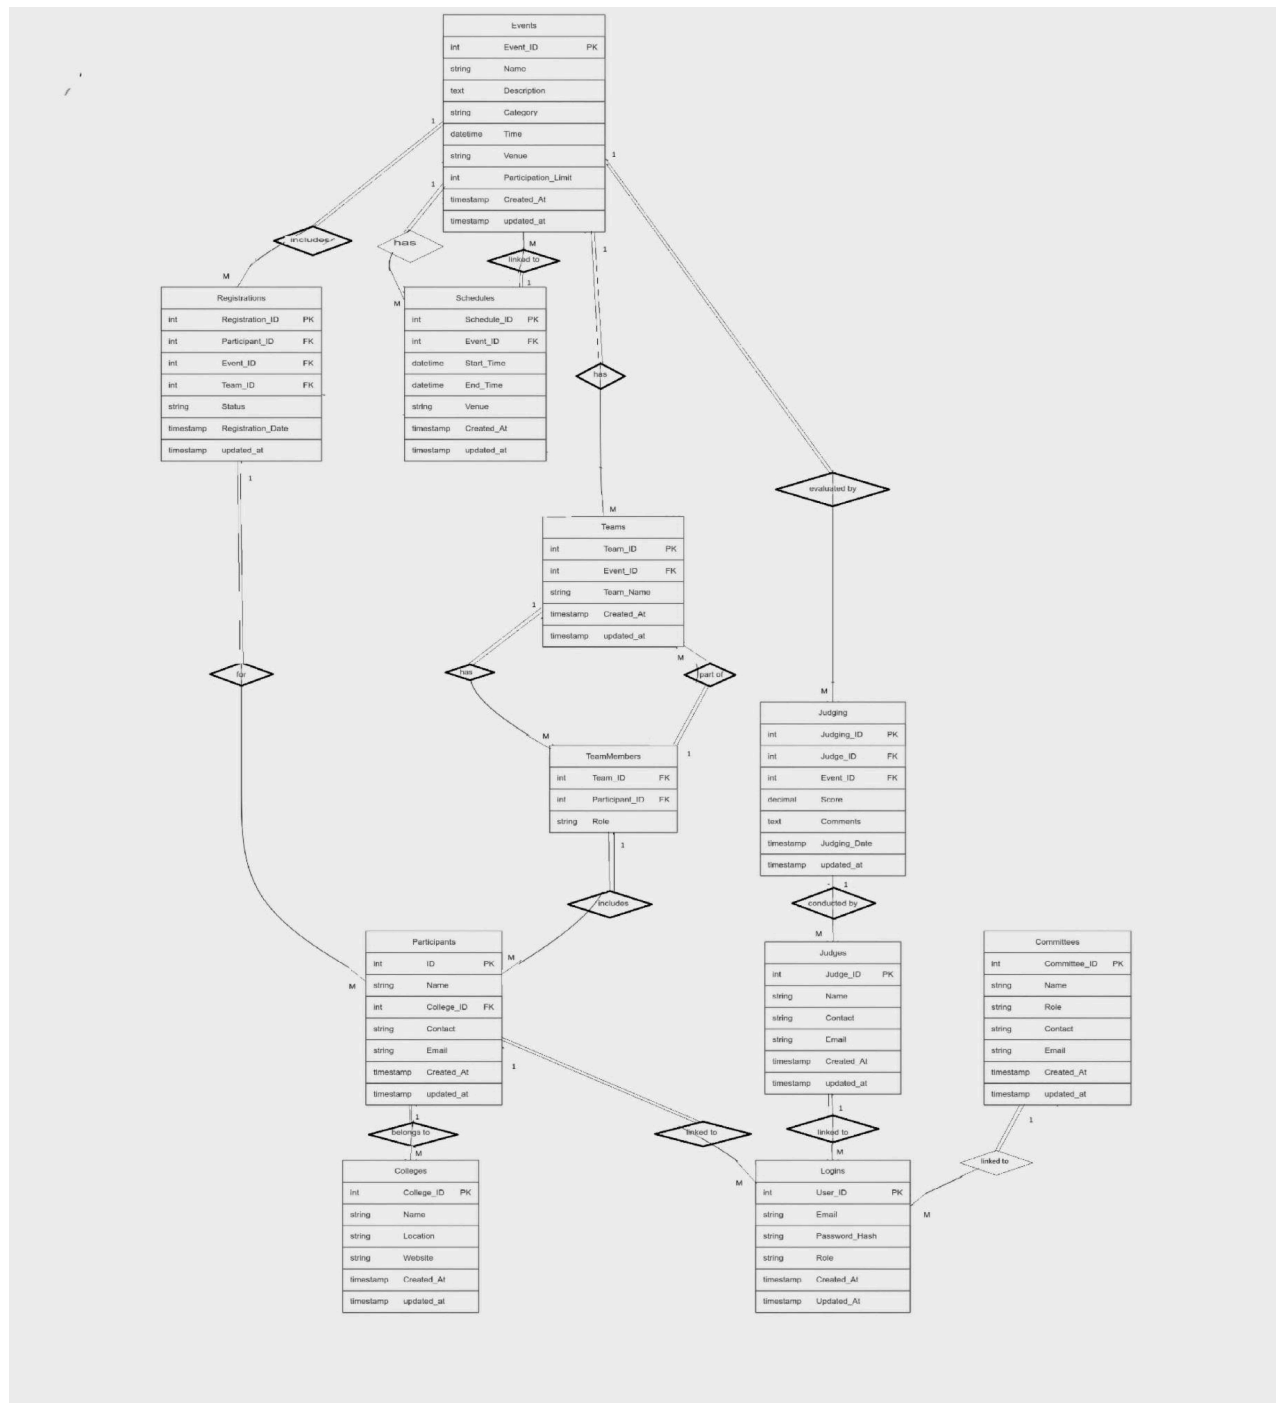 Events
int Event_ID PK
string Name
text Description
string Category
datetime Time
string Venue
int Participation_Limit
timestamp Created_At
timestamp updated_at
1
1
1
M
1
includes
has
linked to
M
M
1
Registrations
int Registration_ID PK
int Participant_ID FK
int Event_ID FK
int Team_ID FK
string Status
timestamp Registration_Date
timestamp updated_at
Schedules
int Schedule_ID PK
int Event_ID FK
datetime Start_Time
datetime End_Time
string Venue
timestamp Created_At
timestamp updated_at
has
1
evaluated by
M
Teams
int Team_ID PK
int Event_ID FK
string Team_Name
timestamp Created_At
timestamp updated_at
1
M
for
has
part of
M
M
1
Judging
int Judging_ID PK
int Judge_ID FK
int Event_ID FK
decimal Score
text Comments
timestamp Judging_Date
timestamp updated_at
TeamMembers
int Team_ID FK
int Participant_ID FK
string Role
1
1
includes
conducted by
M
M
M
Participants
int ID PK
string Name
int College_ID FK
string Contact
string Email
timestamp Created_At
timestamp updated_at
Judges
int Judge_ID PK
string Name
string Contact
string Email
timestamp Created_At
timestamp updated_at
Committees
int Committee_ID PK
string Name
string Role
string Contact
string Email
timestamp Created_At
timestamp updated_at
1
1
1
1
belongs to
linked to
linked to
linked to
M
M
M
M
Colleges
int College_ID PK
string Name
string Location
string Website
timestamp Created_At
timestamp updated_at
Logins
int User_ID PK
string Email
string Password_Hash
string Role
timestamp Created_At
timestamp Updated_At